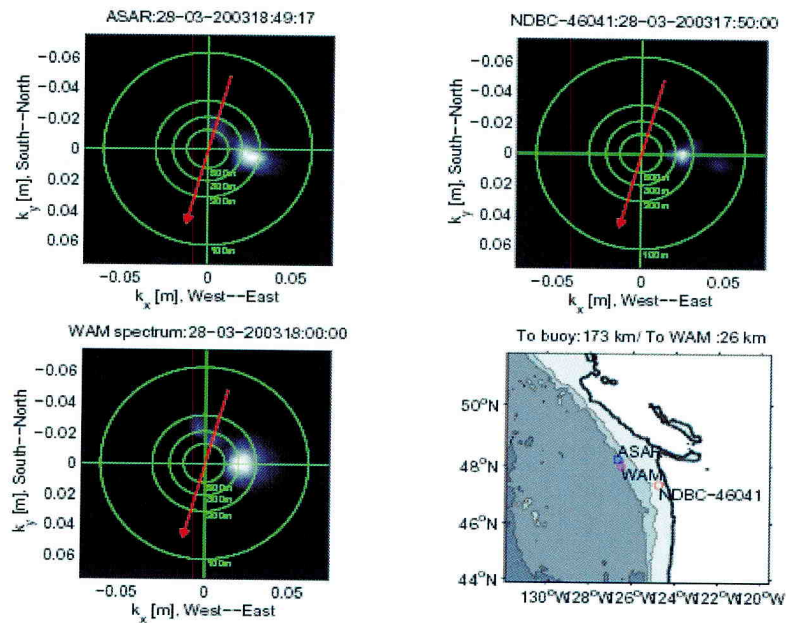 ASAR:28-03-200318:49:17
-0.06
-0.04
-0.02
0
0.02
0.04
0.06
k_y [m], South--North
300m
200m
100m
-0.05 0 0.05
k_x [m], West--East
NDBC-46041:28-03-200317:50:00
-0.06
-0.04
-0.02
0
0.02
0.04
0.06
k_y [m], South--North
500m
300m
200m
100m
-0.05 0 0.05
k_x [m], West--East
WAM spectrum:28-03-200318:00:00
-0.06
-0.04
-0.02
0
0.02
0.04
0.06
k_y [m], South--North
200m
100m
-0.05 0 0.05
k_x [m], West--East
To buoy:173 km/ To WAM :26 km
50°N
48°N
46°N
44°N
ASAR
WAM
NDBC-46041
130°W128°W126°W124°W122°W120°W